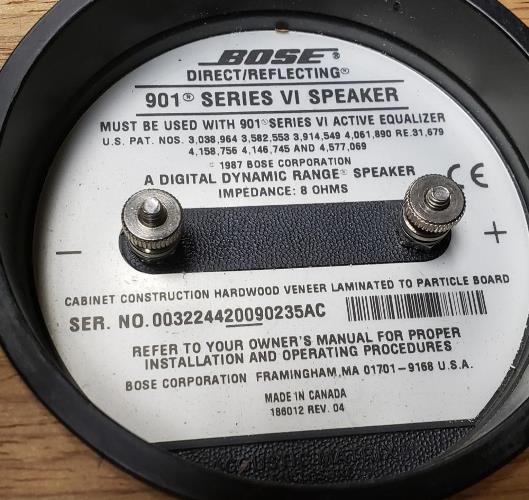 BOSE®
DIRECT/REFLECTING®
901® SERIES VI SPEAKER
MUST BE USED WITH 901® SERIES VI ACTIVE EQUALIZER
U.S. PAT. NOS. 3,038,964 3,582,553 3,914,549 4,061,890 RE.31,679
4,158,756 4,146,745 AND 4,577,069
© 1987 BOSE CORPORATION
A DIGITAL DYNAMIC RANGE® SPEAKER
IMPEDANCE: 8 OHMS
CE
− +
CABINET CONSTRUCTION HARDWOOD VENEER LAMINATED TO PARTICLE BOARD
SER. NO. 003224420090235AC
REFER TO YOUR OWNER'S MANUAL FOR PROPER
INSTALLATION AND OPERATING PROCEDURES
BOSE CORPORATION FRAMINGHAM, MA 01701-9168 U.S.A.
MADE IN CANADA
186012 REV. 04